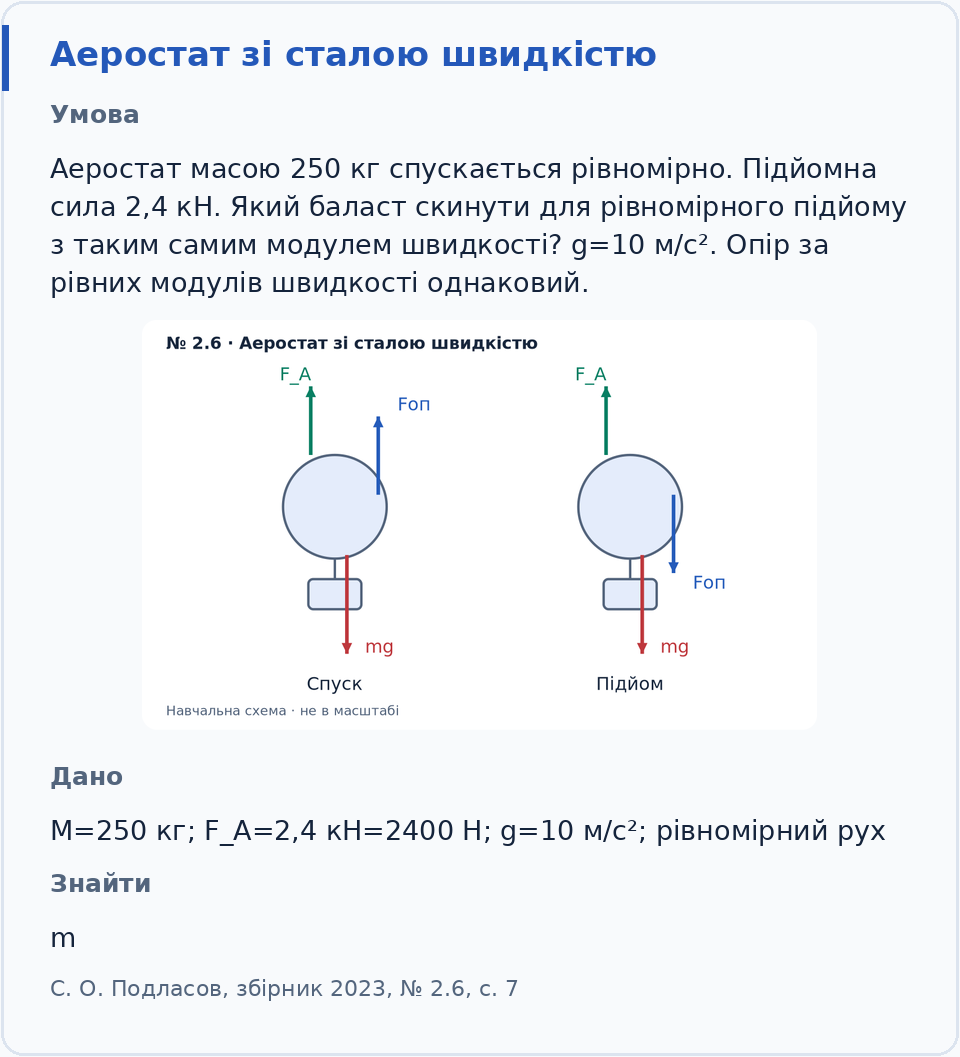 Аеростат зі сталою швидкістю
Умова
Аеростат масою 250 кг спускається рівномірно. Підйомна
сила 2,4 кН. Який баласт скинути для рівномірного підйому
з таким самим модулем швидкості? g=10 м/с². Опір за
рівних модулів швидкості однаковий.
№ 2.6 · Аеростат зі сталою швидкістю
F_A
Fоп
mg
Спуск
F_A
Fоп
mg
Підйом
Навчальна схема · не в масштабі
Дано
M=250 кг; F_A=2,4 кН=2400 Н; g=10 м/с²; рівномірний рух
Знайти
m
С. О. Подласов, збірник 2023, № 2.6, с. 7